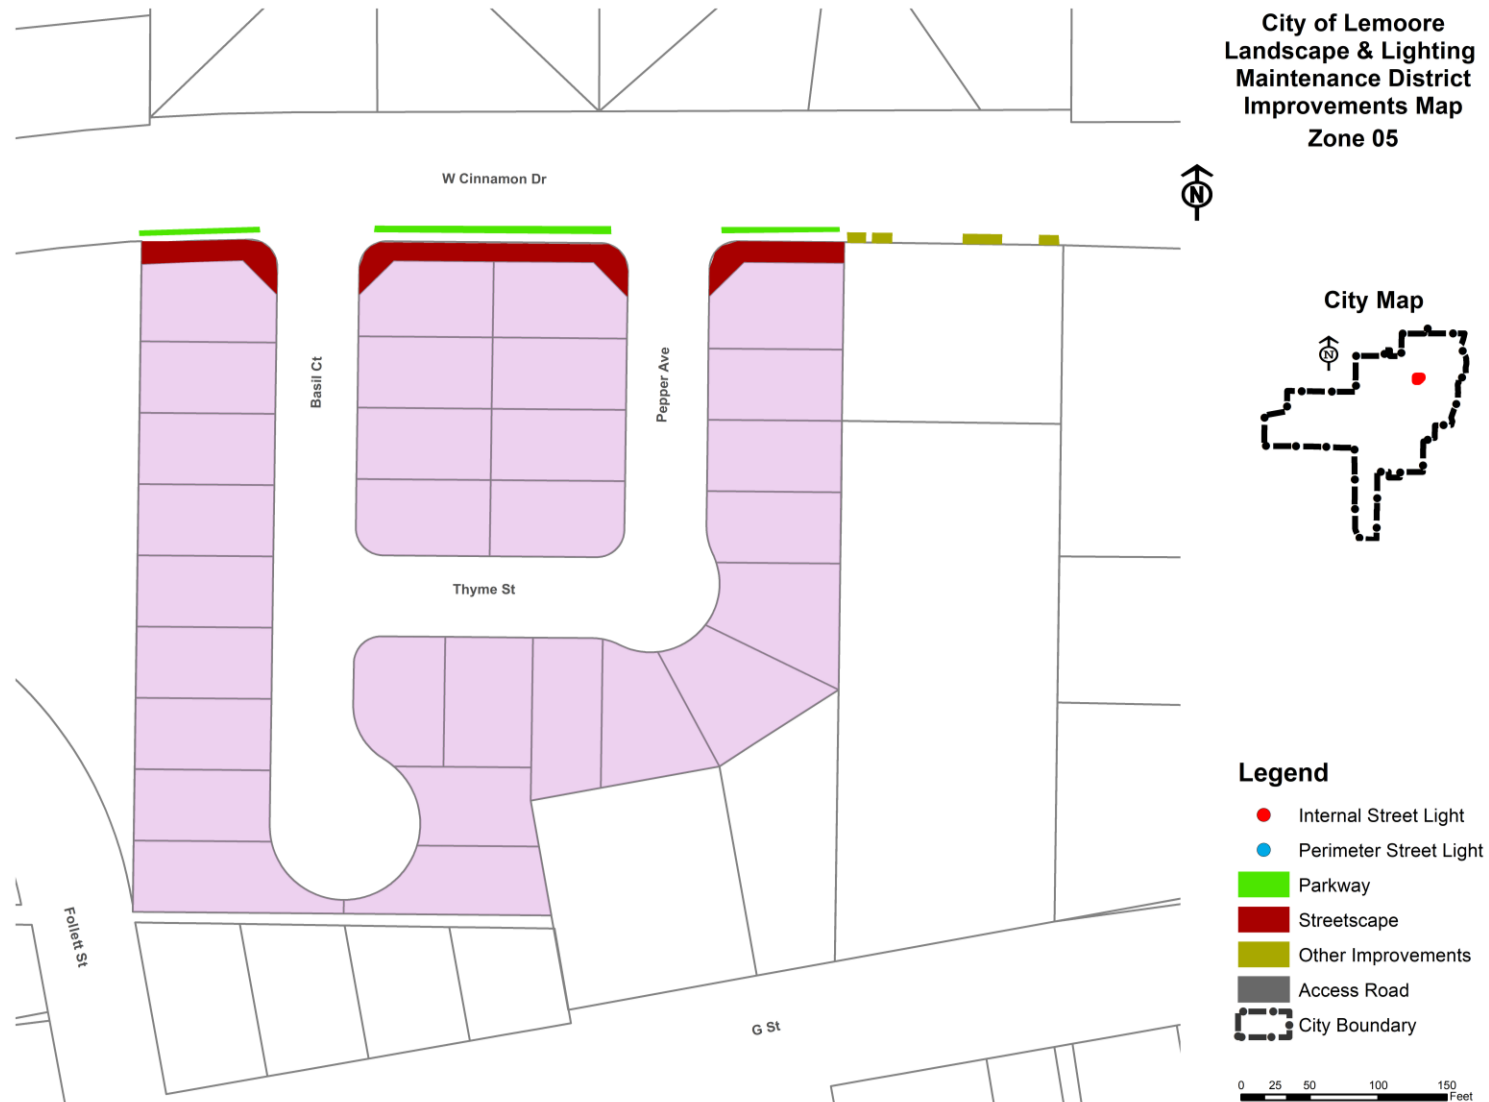 City of Lemoore
Landscape & Lighting
Maintenance District
Improvements Map
Zone 05
W Cinnamon Dr
N
Basil Ct
Pepper Ave
Thyme St
Follett St
G St
City Map
N
Legend
Internal Street Light
Perimeter Street Light
Parkway
Streetscape
Other Improvements
Access Road
City Boundary
0 25 50 100 150
Feet